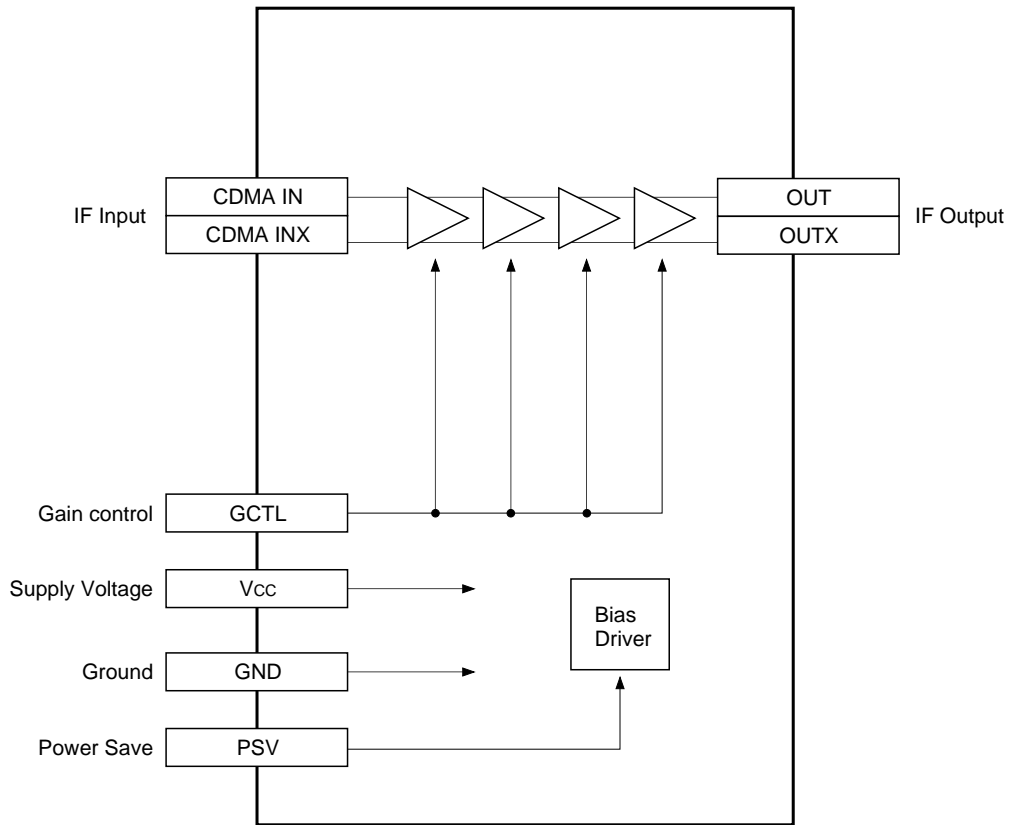 CDMA IN
IF Input
CDMA INX
OUT
IF Output
OUTX
Gain control
GCTL
Supply Voltage
VCC
Bias
Driver
Ground
GND
Power Save
PSV